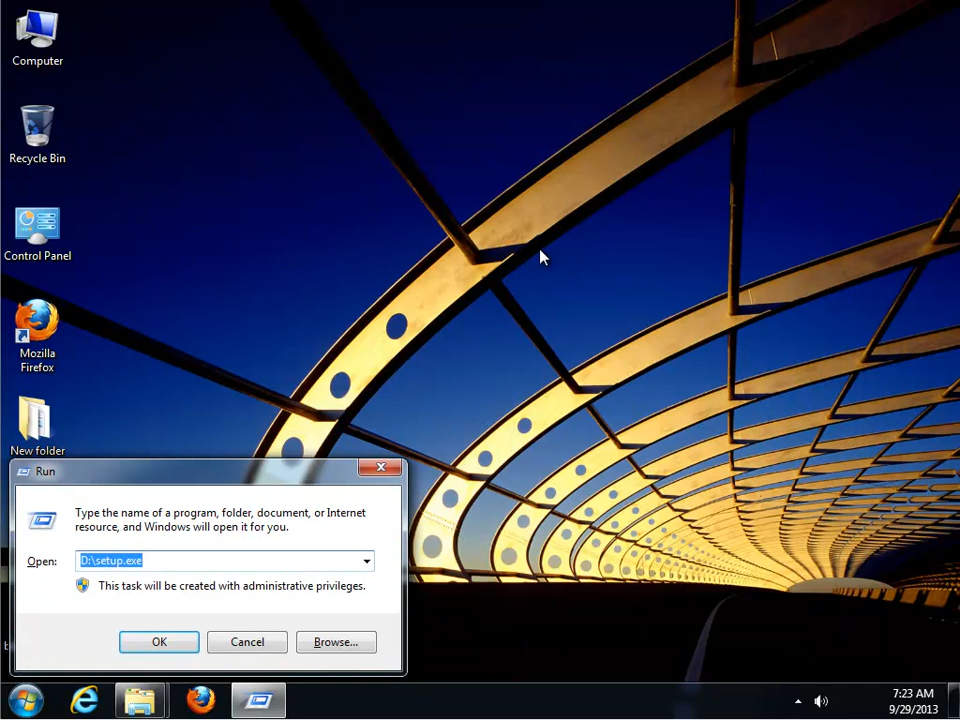 Computer
Recycle Bin
Control Panel
Mozilla
Firefox
New folder
Run
Type the name of a program, folder, document, or Internet
resource, and Windows will open it for you.
Open: D:\setup.exe
This task will be created with administrative privileges.
OK Cancel Browse...
7:23 AM
9/29/2013